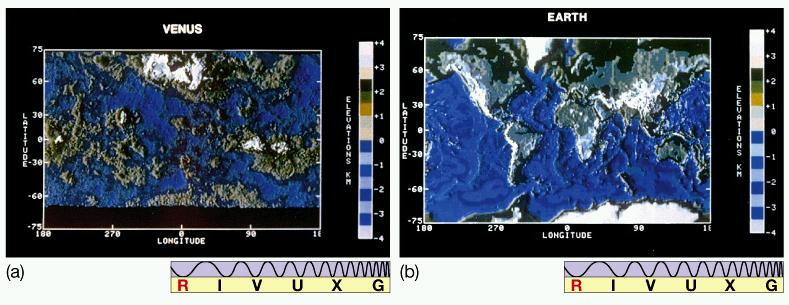 VENUS
75
60
30
0
-30
-60
-75
LATITUDE
180 270 0 90 18
LONGITUDE
+4
+3
+2
+1
0
-1
-2
-3
-4
ELEVATIONS KM
(a)
R I V U X G
EARTH
75
60
30
0
-30
-60
-75
LATITUDE
180 270 0 90 18
LONGITUDE
+4
+3
+2
+1
0
-1
-2
-3
-4
ELEVATIONS KM
(b)
R I V U X G